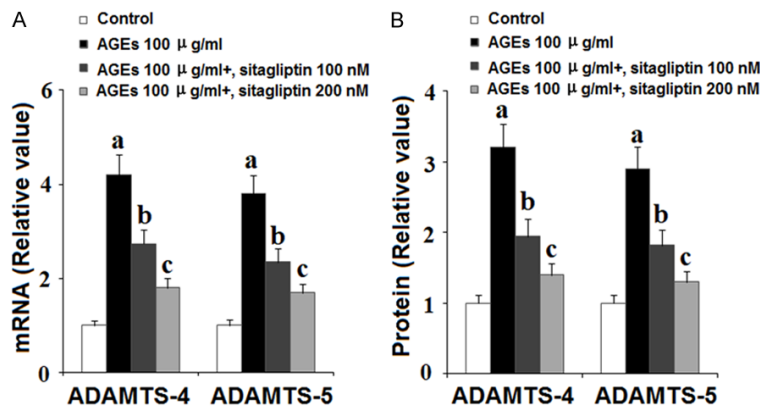 A
Control
AGEs 100 μ g/ml
AGEs 100 μ g/ml+, sitagliptin 100 nM
AGEs 100 μ g/ml+, sitagliptin 200 nM
mRNA (Relative value)
6
4
2
0
a
b
c
a
b
c
ADAMTS-4
ADAMTS-5
B
Control
AGEs 100 μ g/ml
AGEs 100 μ g/ml+, sitagliptin 100 nM
AGEs 100 μ g/ml+, sitagliptin 200 nM
Protein (Relative value)
4
3
2
1
0
a
b
c
a
b
c
ADAMTS-4
ADAMTS-5